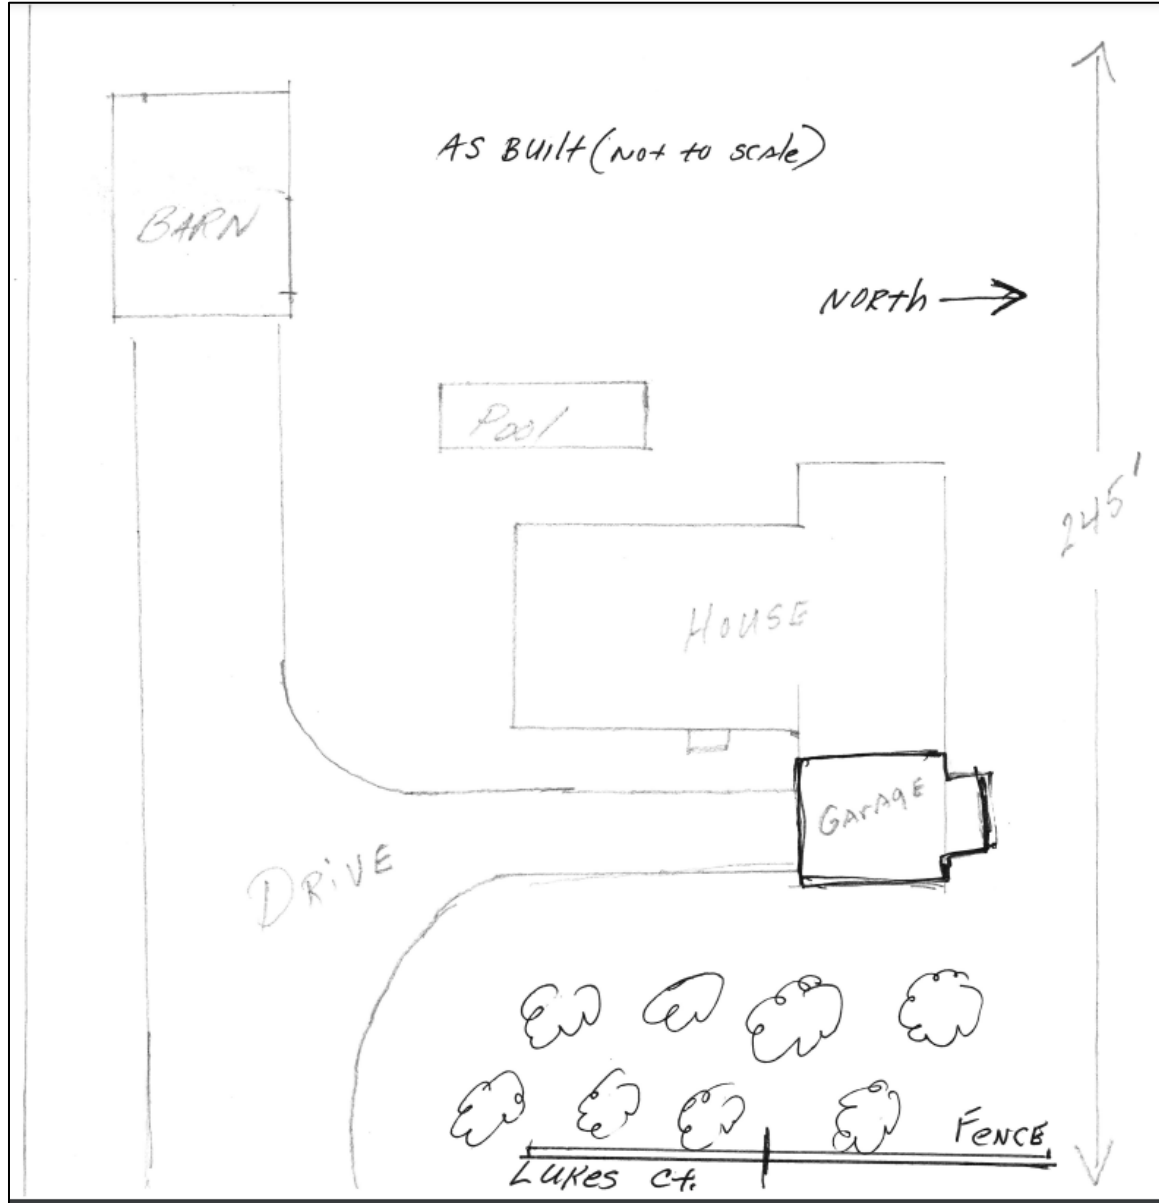 AS BUilt (Not to scale)
BARN
NORth
Pool
245'
HOUSE
GArAgE
DRiVE
FENCE
LUKES Ct.